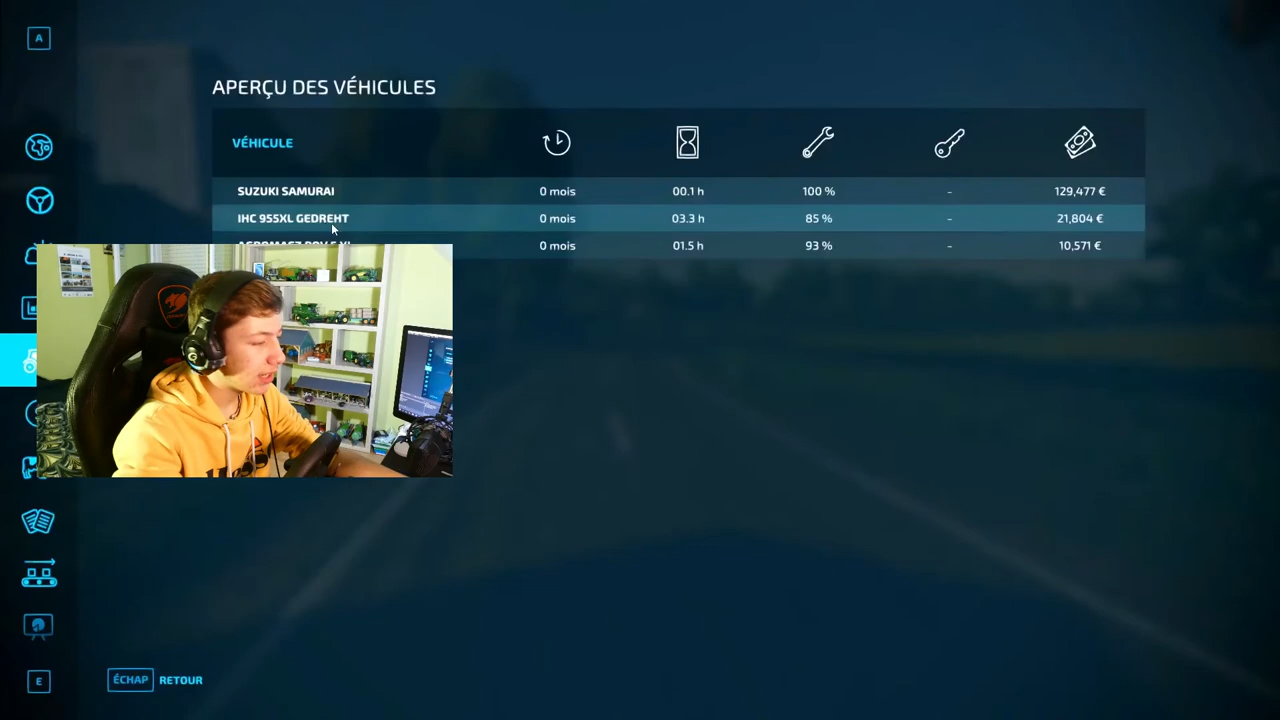 A
APERÇU DES VÉHICULES
VÉHICULE
SUZUKI SAMURAI 0 mois 00.1 h 100 % - 129,477 €
IHC 955XL GEDREHT 0 mois 03.3 h 85 % - 21,804 €
0 mois 01.5 h 93 % - 10,571 €
E
ÉCHAP RETOUR